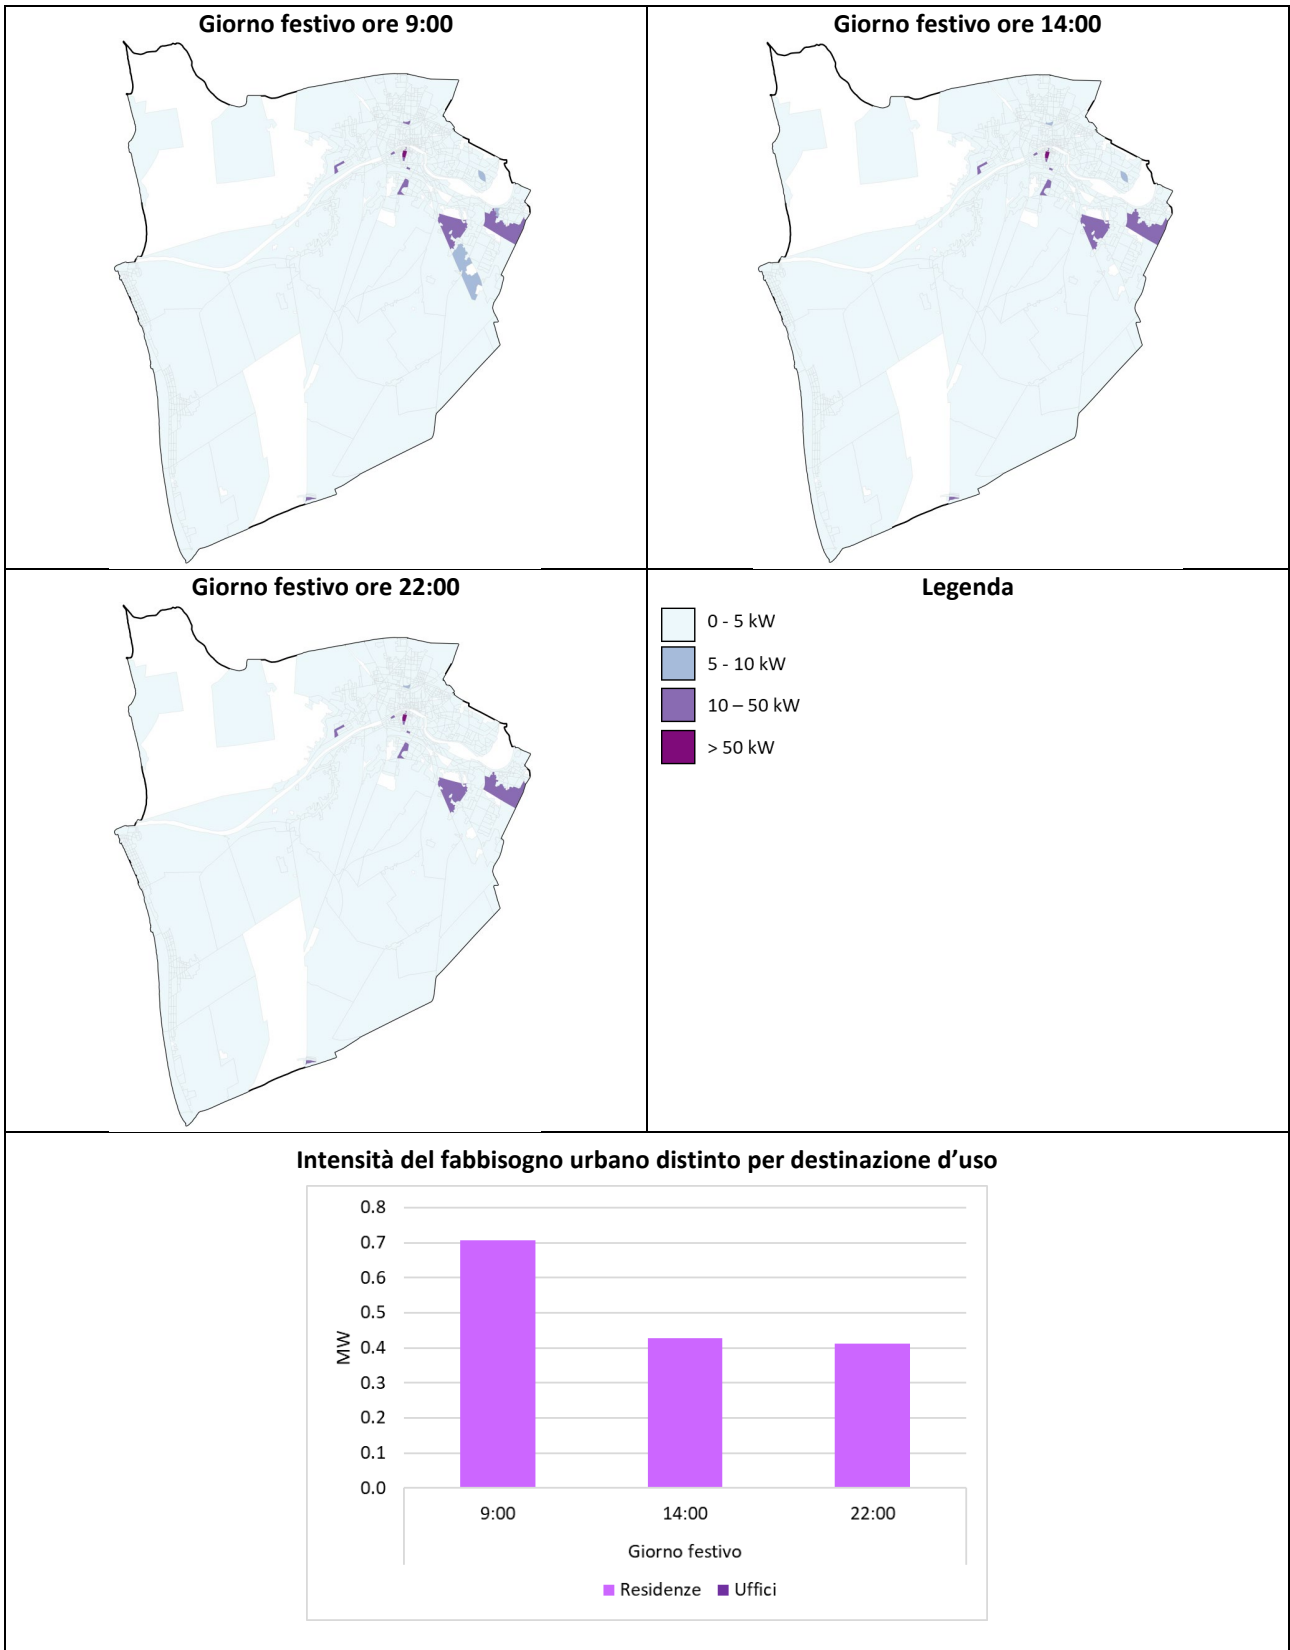 Giorno festivo ore 9:00
Giorno festivo ore 14:00
Giorno festivo ore 22:00
Legenda
0 - 5 kW
5 - 10 kW
10 – 50 kW
> 50 kW
Intensità del fabbisogno urbano distinto per destinazione d’uso
0.8
0.7
0.6
0.5
0.4
0.3
0.2
0.1
0.0
MW
9:00 14:00 22:00
Giorno festivo
Residenze Uffici